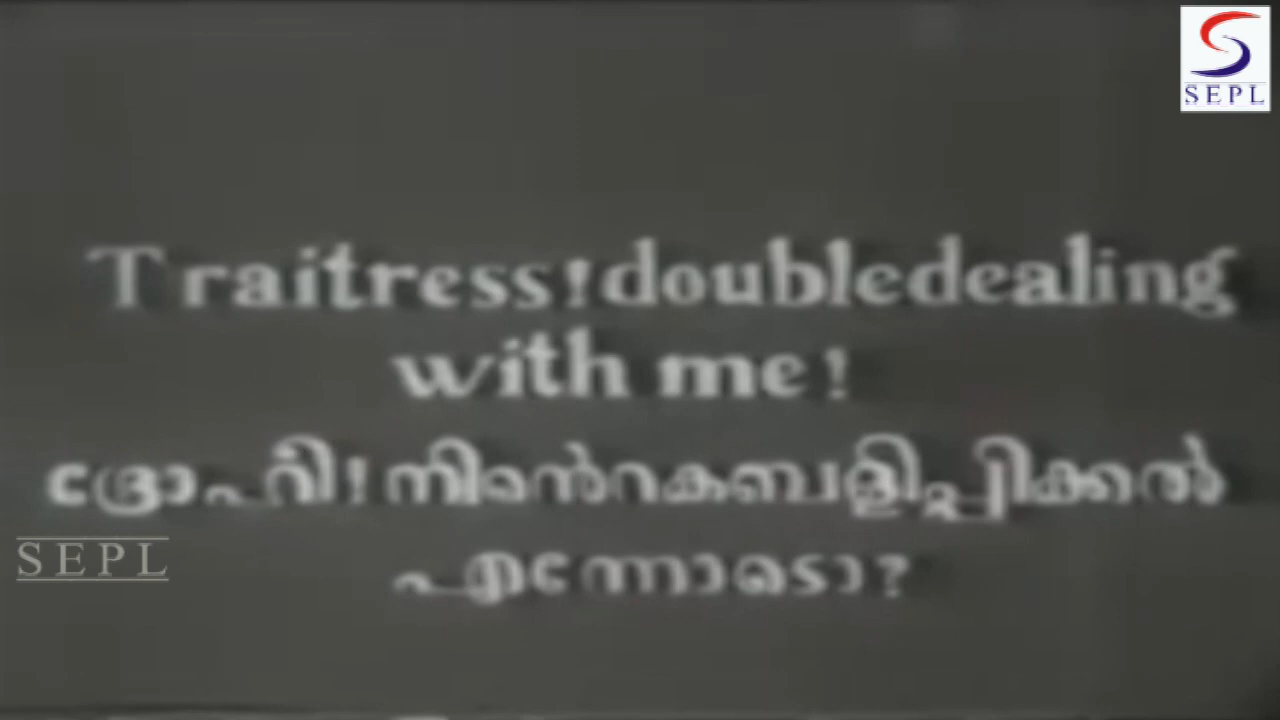 SEPL
Traitress! doubledealing
with me!
ദ്രോഹീ! നിൻെറ കബളിപ്പിക്കൽ
എന്നോടൊ?
SEPL